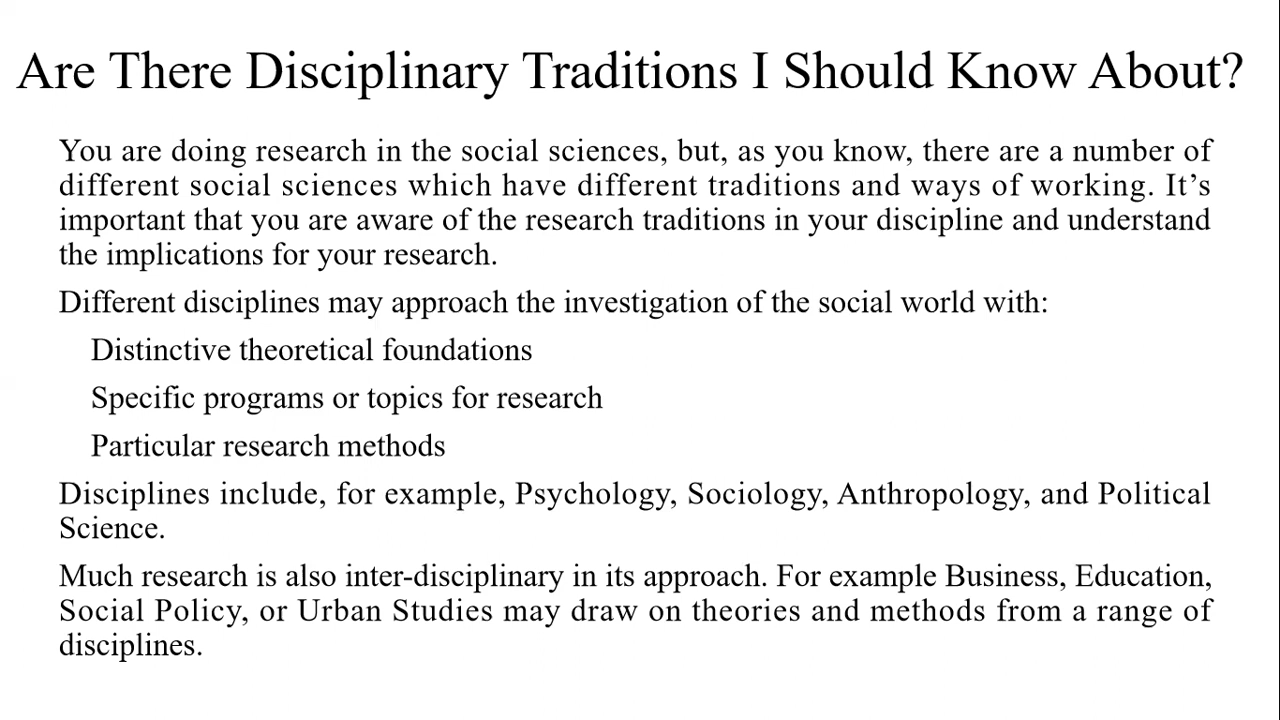 Are There Disciplinary Traditions I Should Know About?
You are doing research in the social sciences, but, as you know, there are a number of
different social sciences which have different traditions and ways of working. It’s
important that you are aware of the research traditions in your discipline and understand
the implications for your research.
Different disciplines may approach the investigation of the social world with:
Distinctive theoretical foundations
Specific programs or topics for research
Particular research methods
Disciplines include, for example, Psychology, Sociology, Anthropology, and Political
Science.
Much research is also inter-disciplinary in its approach. For example Business, Education,
Social Policy, or Urban Studies may draw on theories and methods from a range of
disciplines.